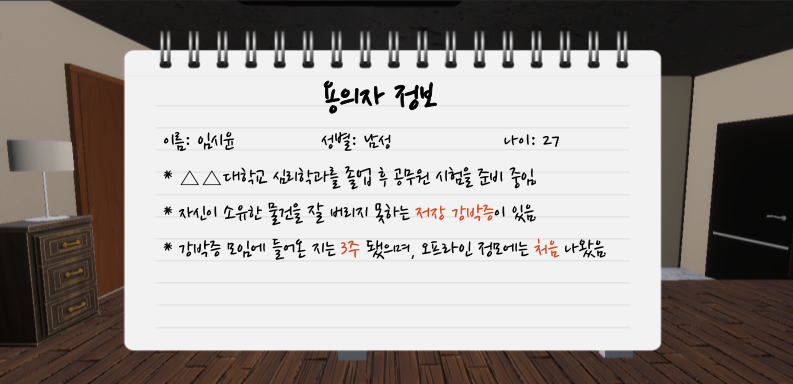 용의자 정보
이름: 임시윤 성별: 남성 나이: 27
* △△대학교 심리학과를 졸업 후 공무원 시험을 준비 중임
* 자신이 소유한 물건을 잘 버리지 못하는 저장 강박증이 있음
* 강박증 모임에 들어온 지는 3주 됐으며, 오프라인 정모에는 처음 나왔음